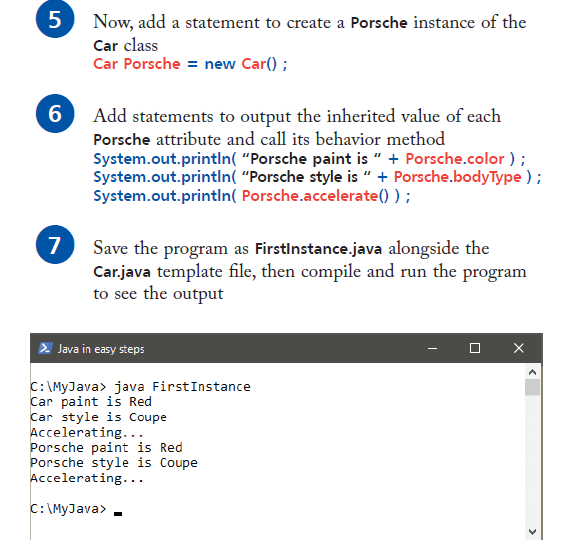 5
Now, add a statement to create a Porsche instance of the
Car class
Car Porsche = new Car() ;
6
Add statements to output the inherited value of each
Porsche attribute and call its behavior method
System.out.println( “Porsche paint is “ + Porsche.color ) ;
System.out.println( “Porsche style is “ + Porsche.bodyType ) ;
System.out.println( Porsche.accelerate() ) ;
7
Save the program as FirstInstance.java alongside the
Car.java template file, then compile and run the program
to see the output
Java in easy steps
C:\MyJava> java FirstInstance
Car paint is Red
Car style is Coupe
Accelerating...
Porsche paint is Red
Porsche style is Coupe
Accelerating...
C:\MyJava>